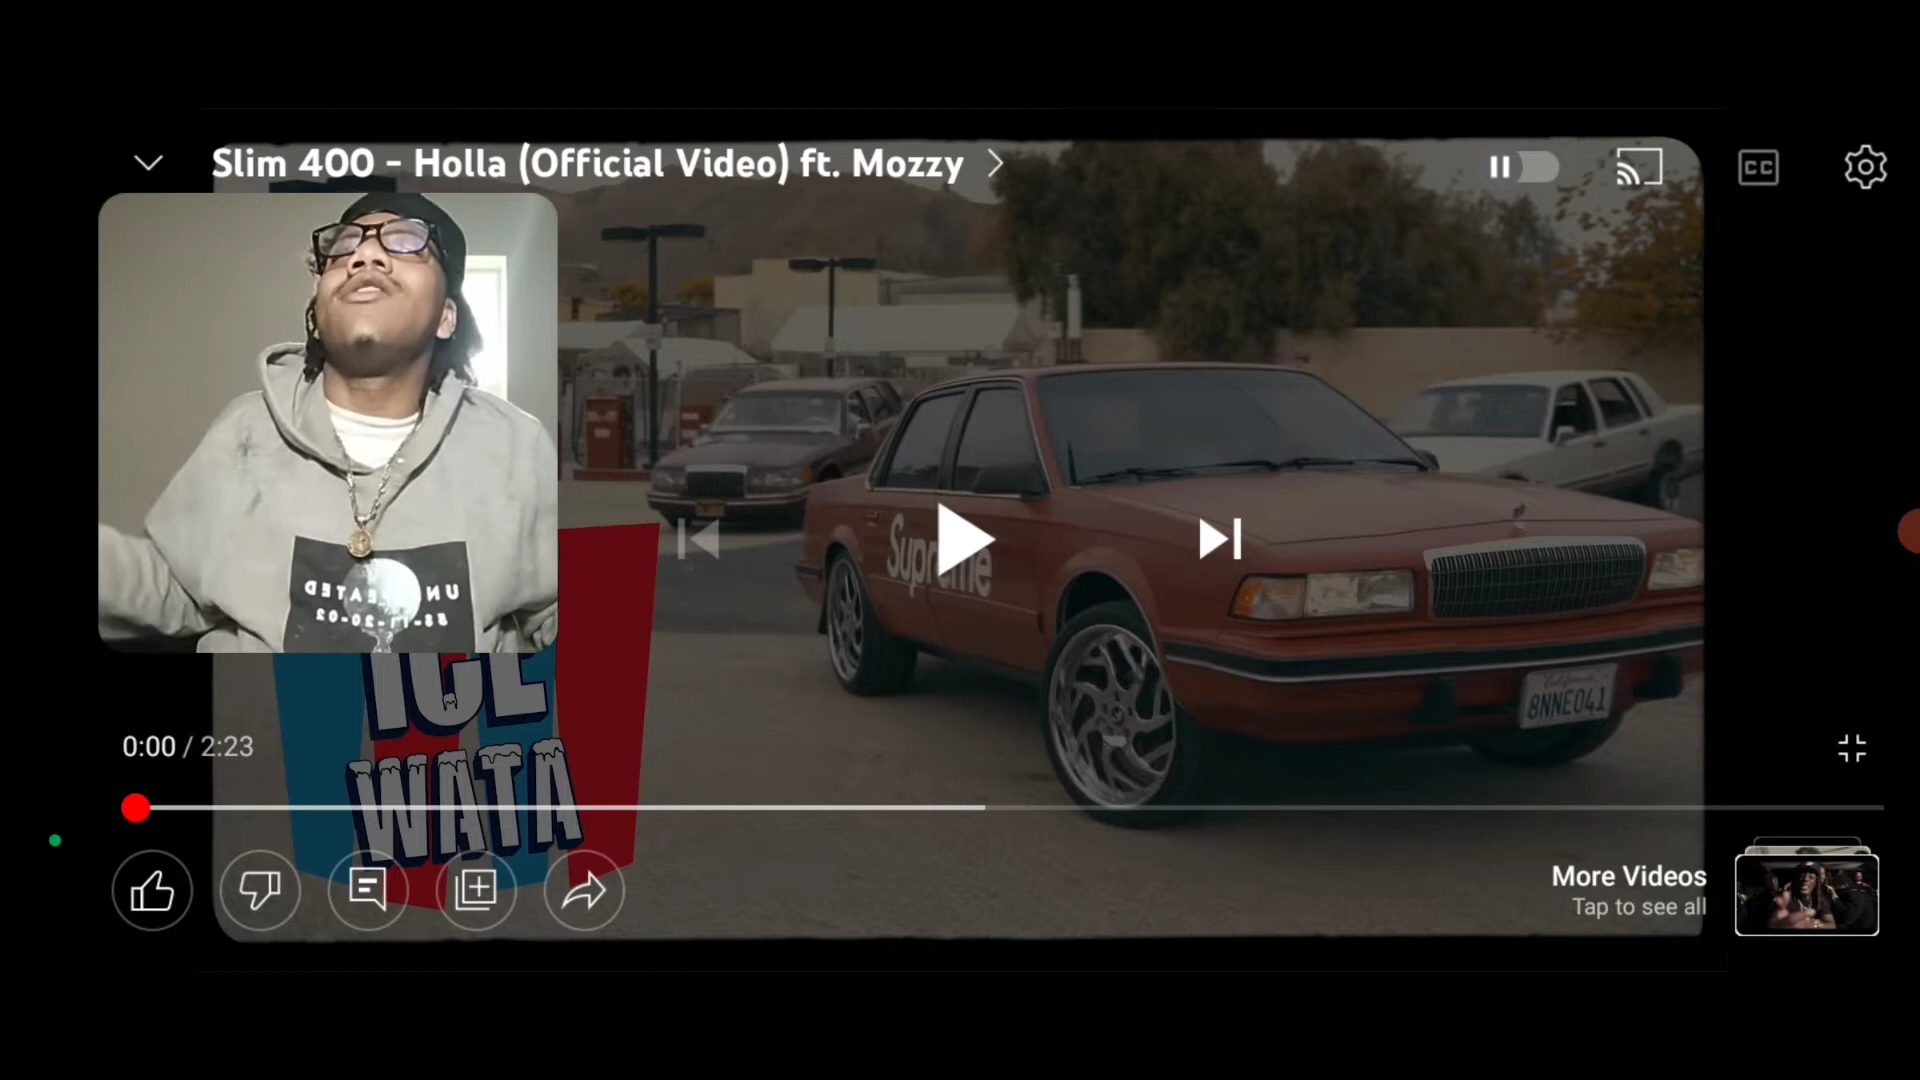 Slim 400 - Holla (Official Video) ft. Mozzy
CC
Supreme
California
8NNE041
ICE
WATA
0:00 / 2:23
More Videos
Tap to see all